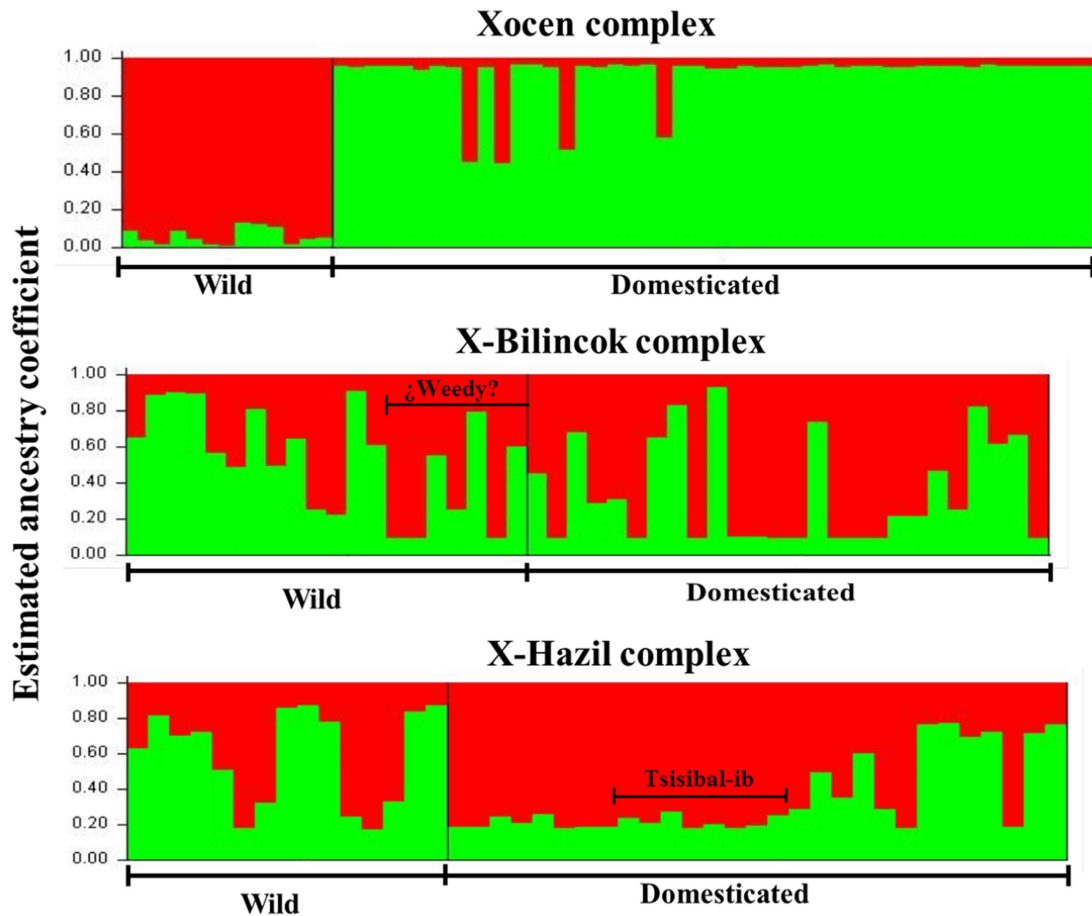 Xocen complex
1.00
0.80
0.60
0.40
0.20
0.00
Wild Domesticated
Estimated ancestry coefficient
X-Bilincok complex
1.00
0.80
0.60
0.40
0.20
0.00
¿Weedy?
Wild Domesticated
X-Hazil complex
1.00
0.80
0.60
0.40
0.20
0.00
Tsisibal-ib
Wild Domesticated